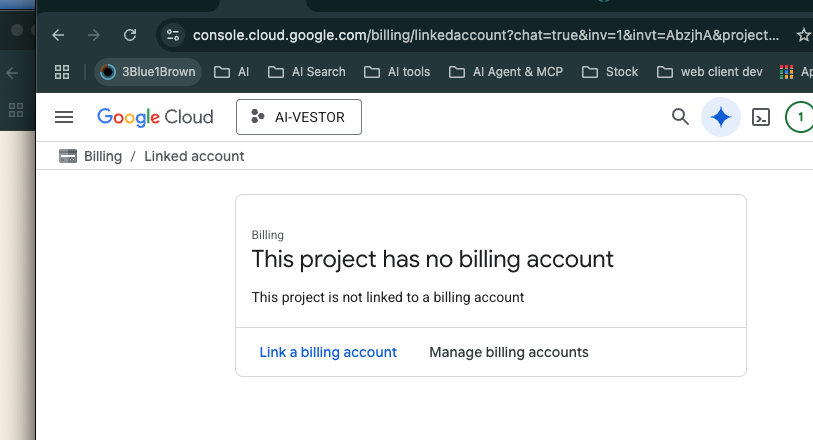 console.cloud.google.com/billing/linkedaccount?chat=true&inv=1&invt=AbzjhA&project...
3Blue1Brown AI AI Search AI tools AI Agent & MCP Stock web client dev Ap
Google Cloud AI-VESTOR 1
Billing / Linked account
Billing
This project has no billing account
This project is not linked to a billing account
Link a billing account Manage billing accounts